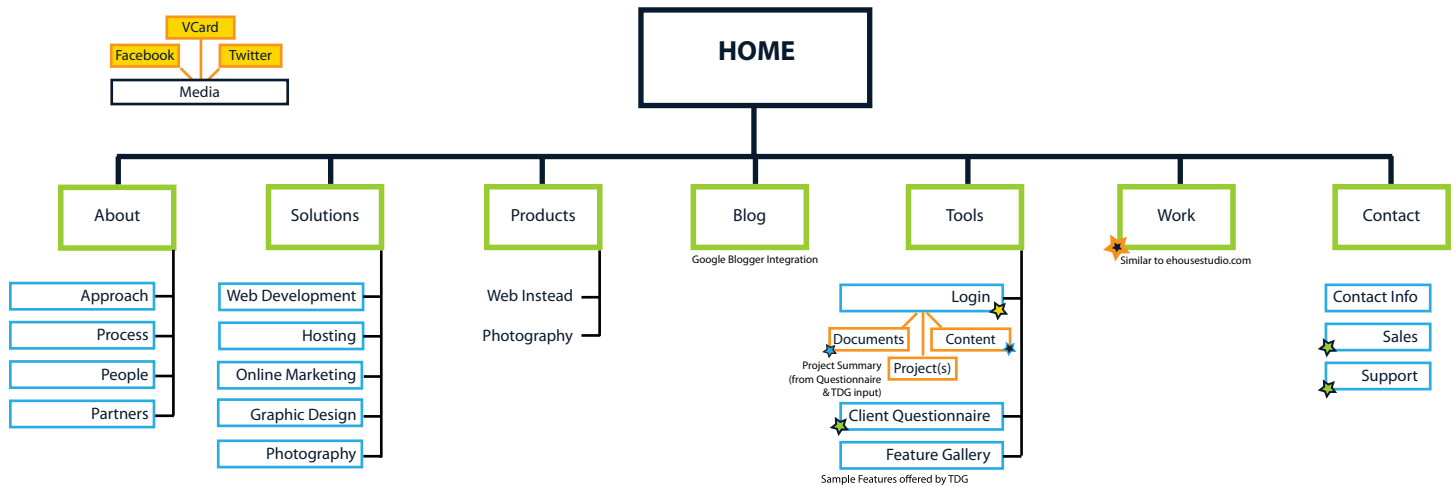 VCard
Facebook
Twitter
Media
HOME
About
Approach
Process
People
Partners
Solutions
Web Development
Hosting
Online Marketing
Graphic Design
Photography
Products
Web Instead
Photography
Blog
Google Blogger Integration
Tools
Login
Documents
Content
Project(s)
Project Summary
(from Questionnaire
& TDG input)
Client Questionnaire
Feature Gallery
Sample Features offered by TDG
Work
Similar to ehousestudio.com
Contact
Contact Info
Sales
Support